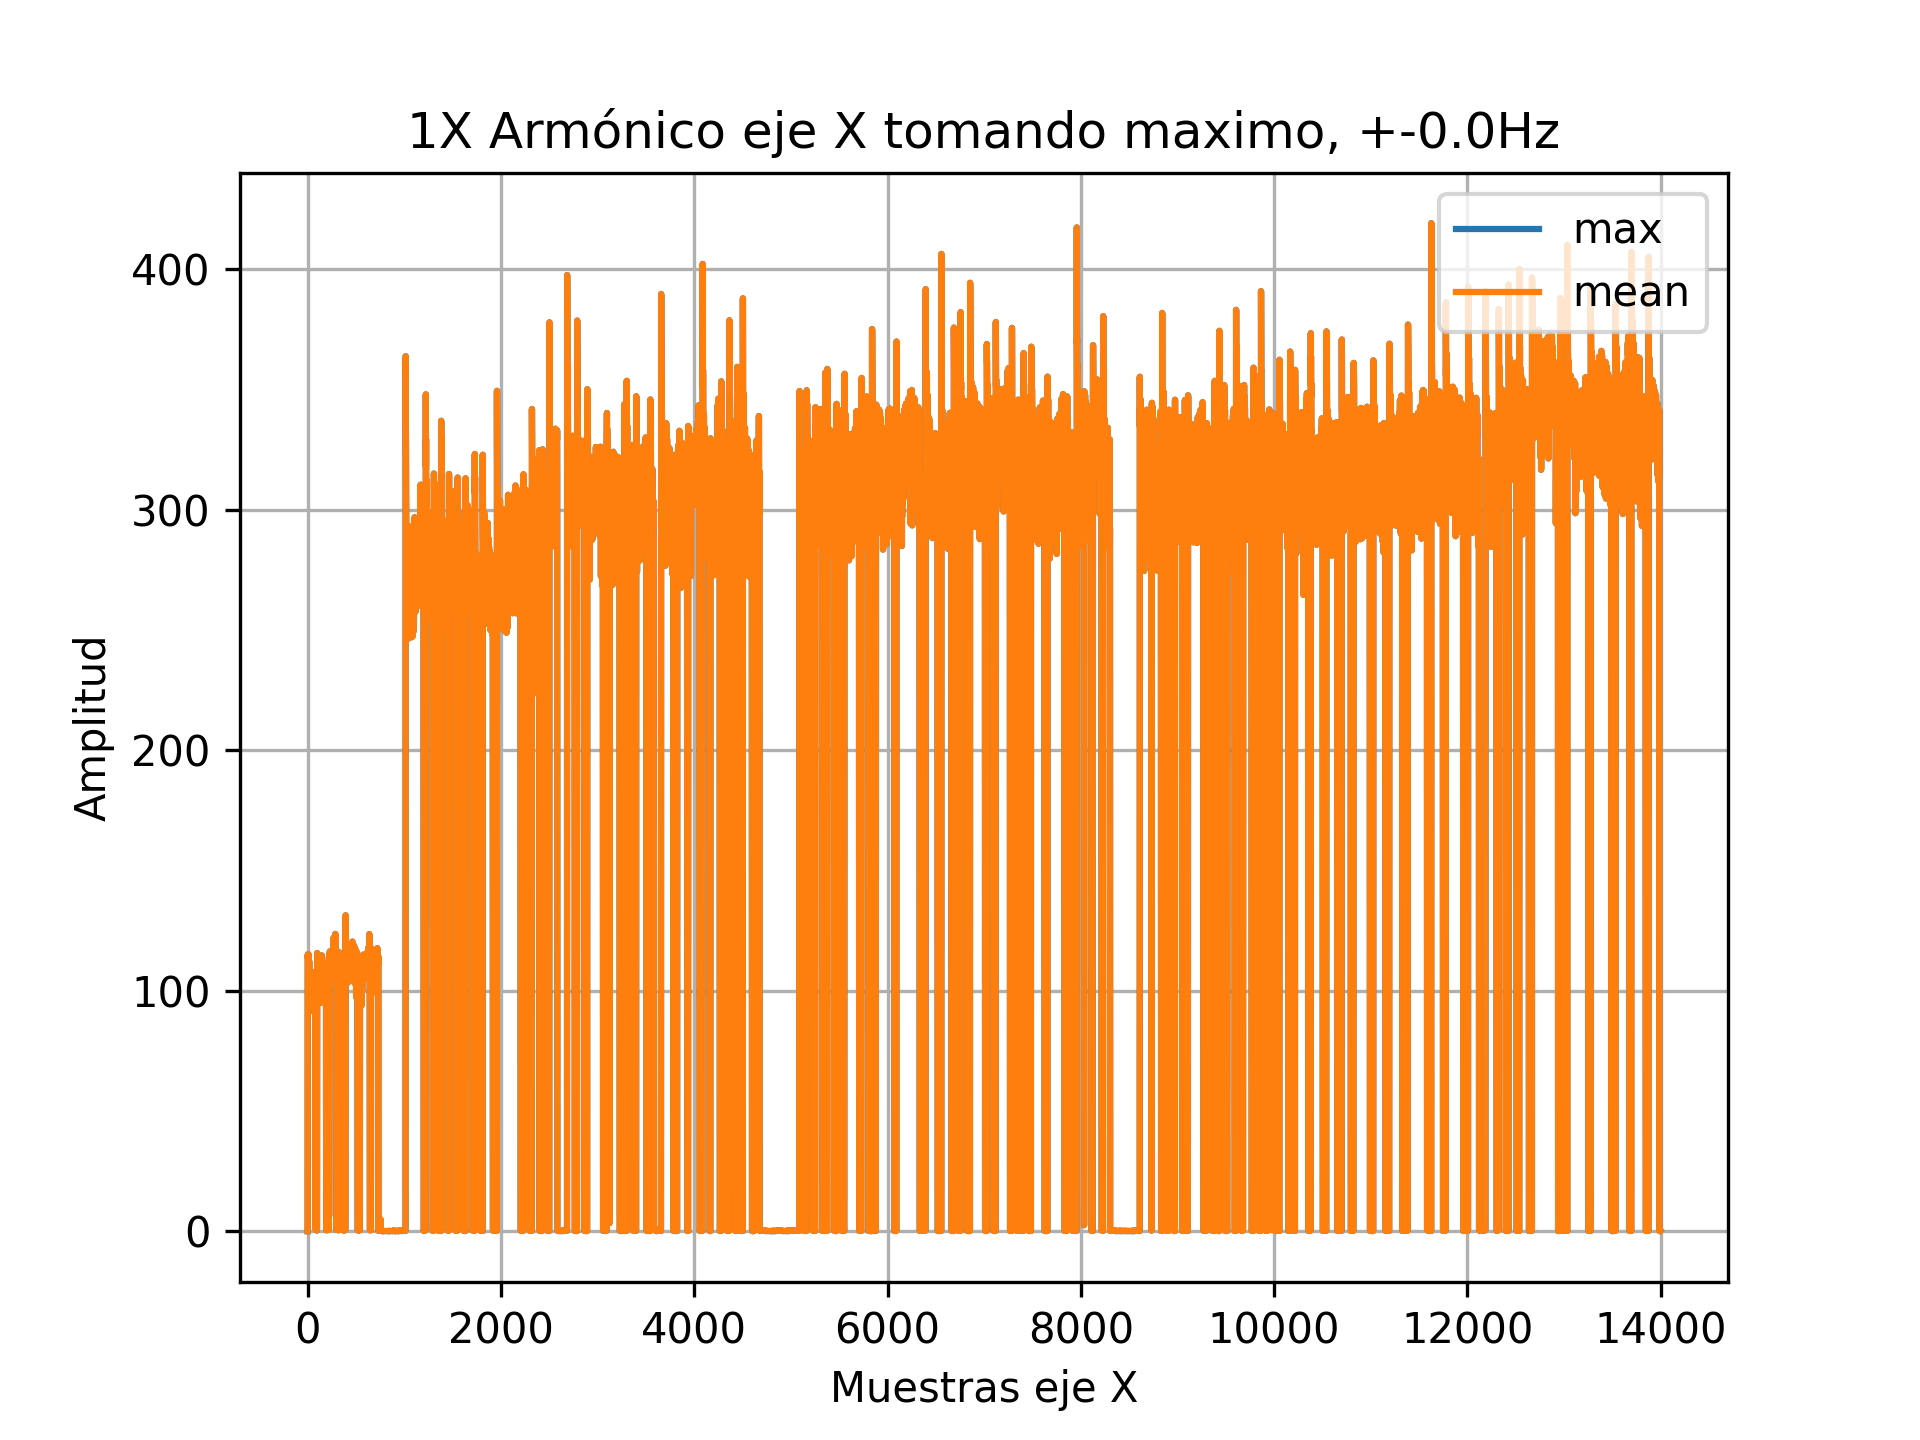 1X Armónico eje X tomando maximo, +-0.0Hz
max
mean
400
300
200
100
0
Amplitud
0 2000 4000 6000 8000 10000 12000 14000
Muestras eje X